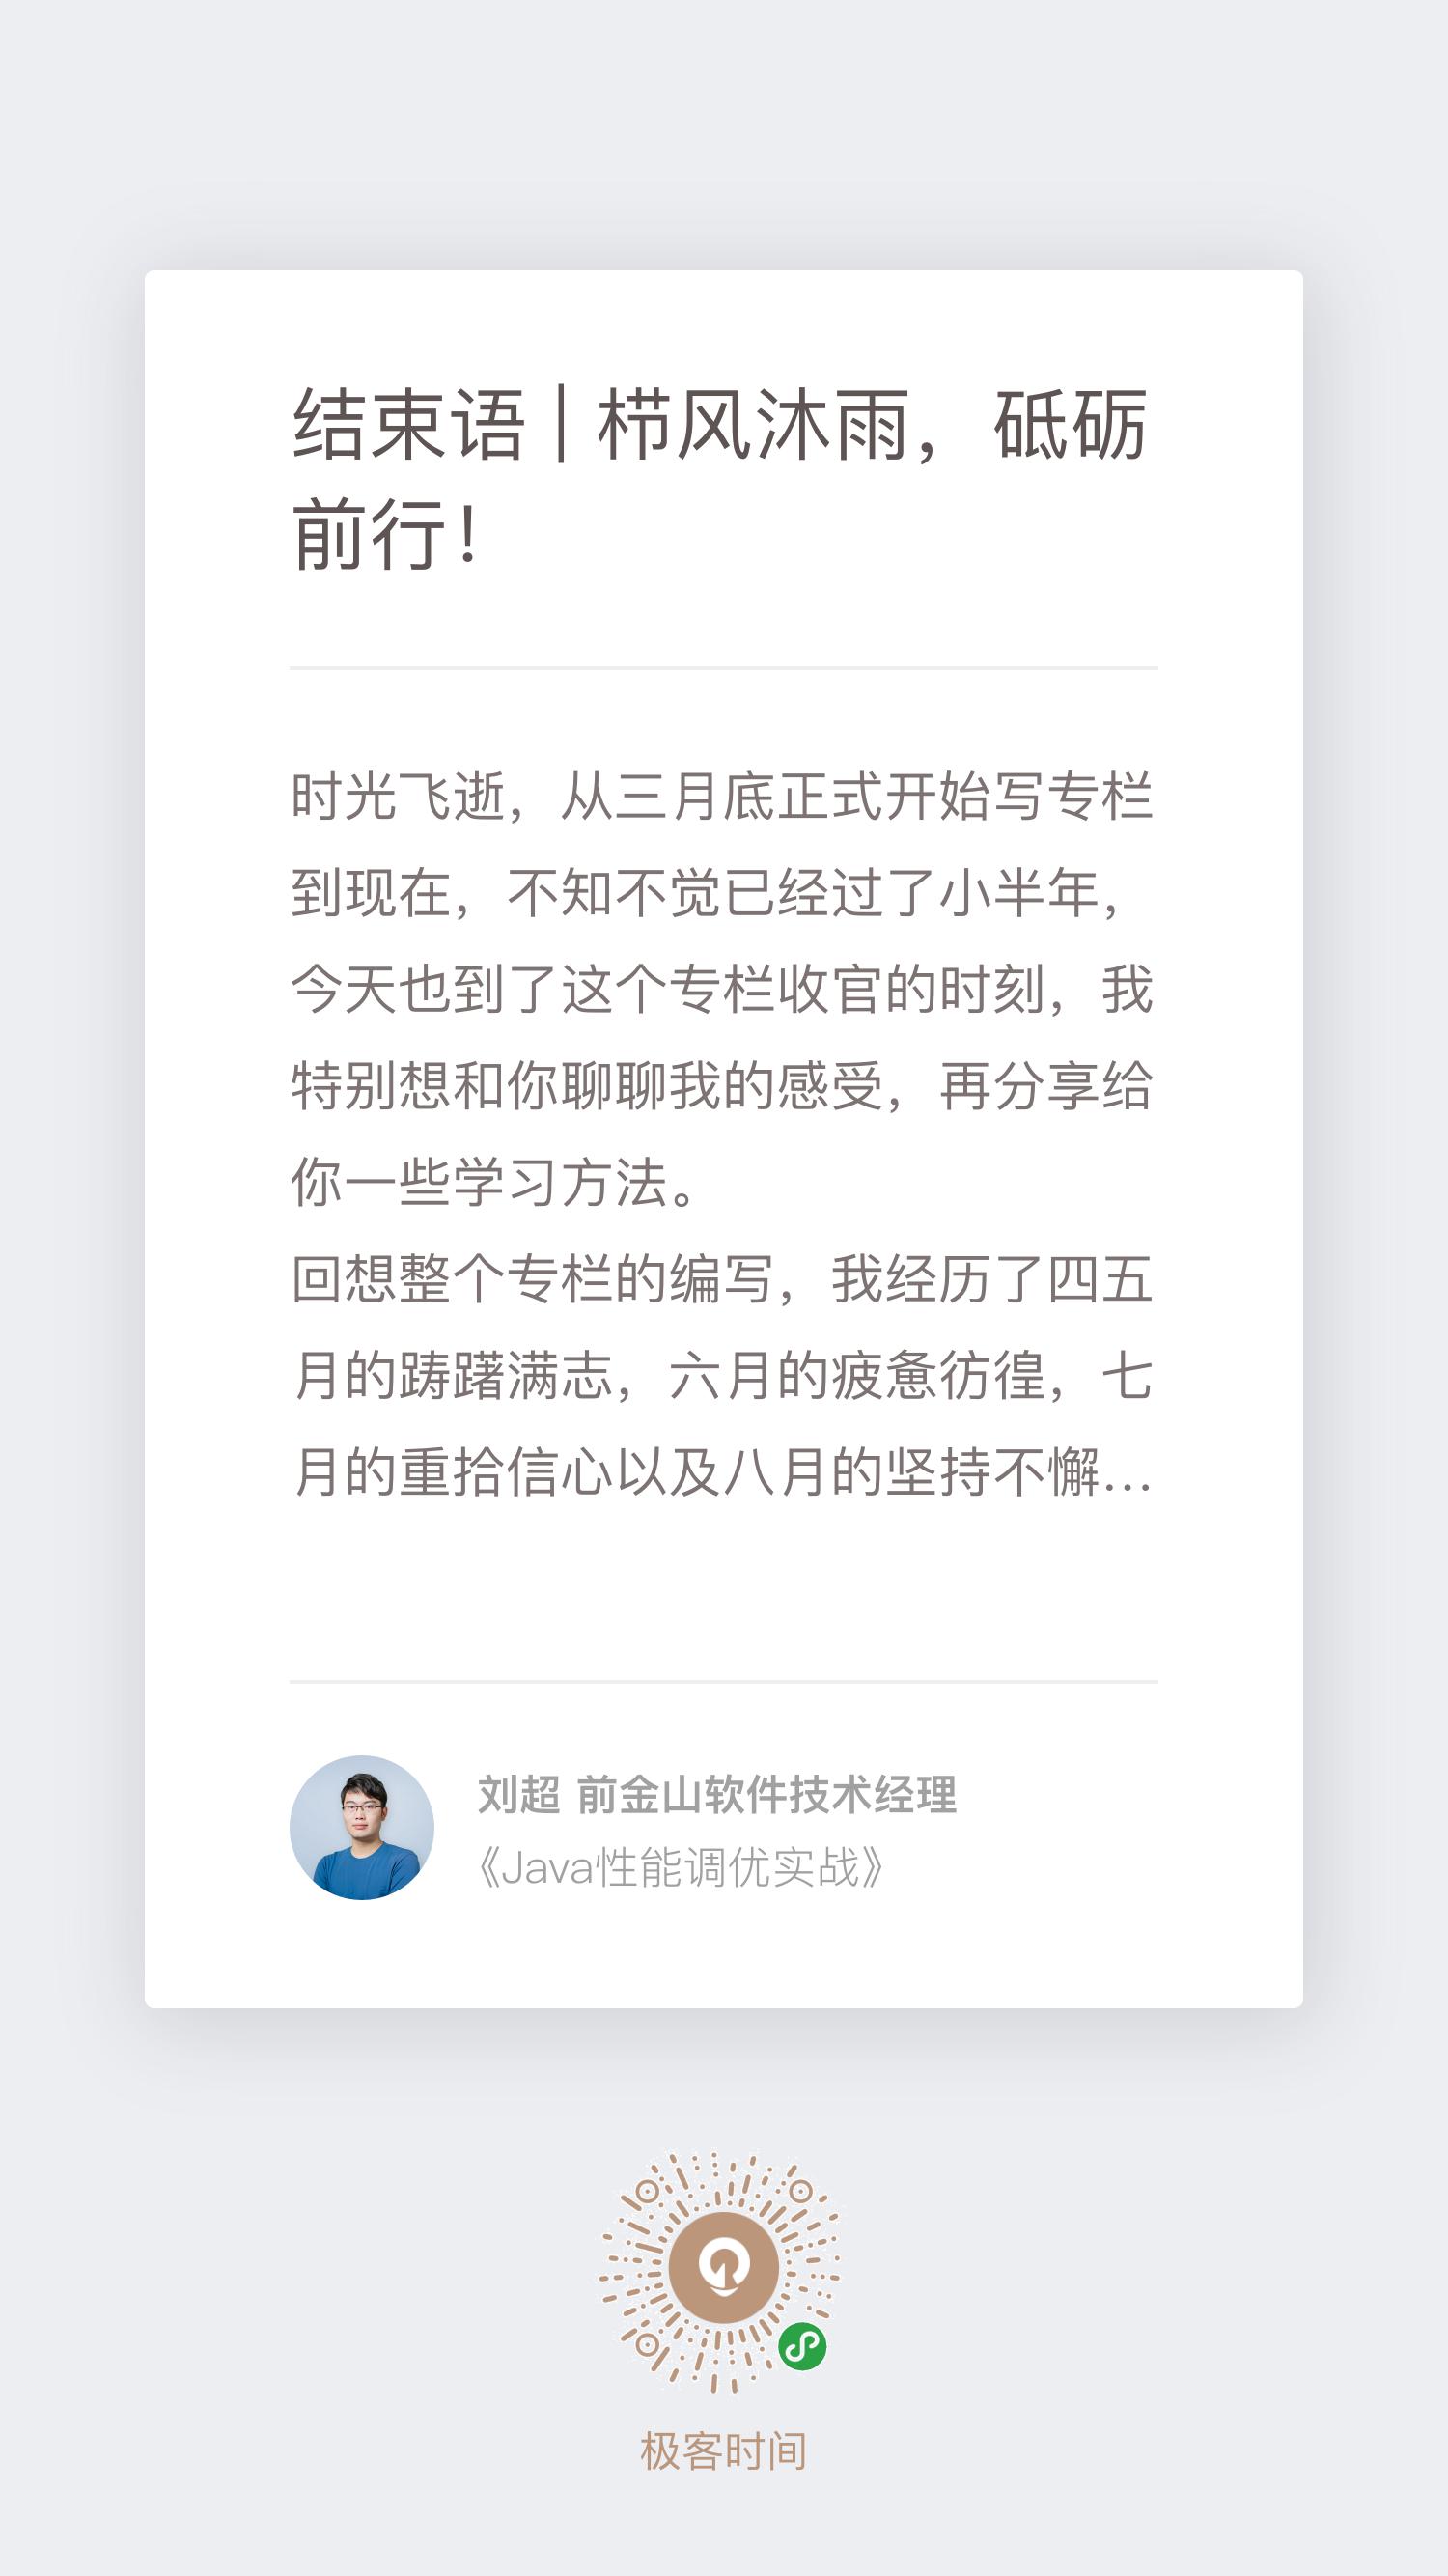 结束语 | 栉风沐雨，砥砺
前行！
时光飞逝，从三月底正式开始写专栏
到现在，不知不觉已经过了小半年，
今天也到了这个专栏收官的时刻，我
特别想和你聊聊我的感受，再分享给
你一些学习方法。
回想整个专栏的编写，我经历了四五
月的踌躇满志，六月的疲惫彷徨，七
月的重拾信心以及八月的坚持不懈...
刘超 前金山软件技术经理
《Java性能调优实战》
极客时间